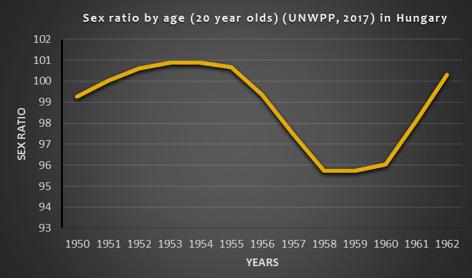 Sex ratio by age (20 year olds) (UNWPP, 2017) in Hungary
102
101
100
99
98
97
96
95
94
93
SEX RATIO
1950 1951 1952 1953 1954 1955 1956 1957 1958 1959 1960 1961 1962
YEARS